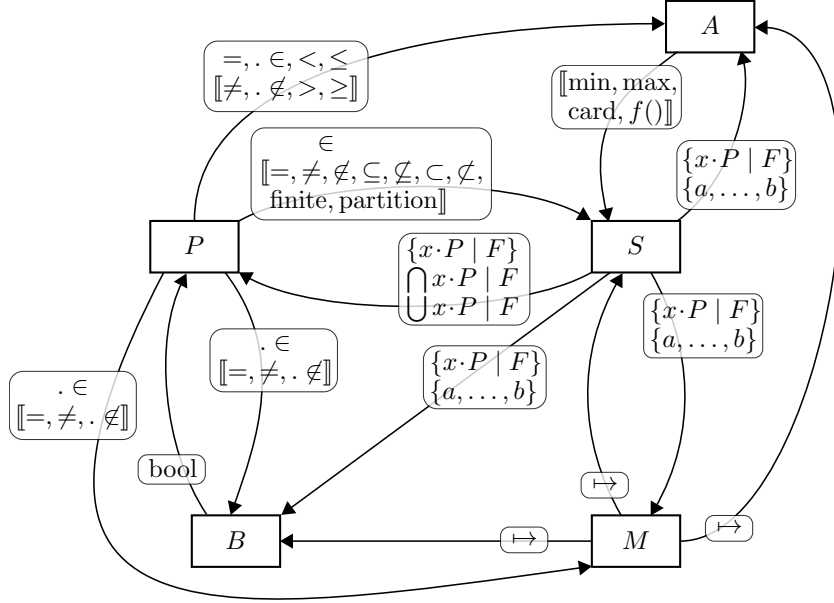 A
=, . ∈, <, ≤
⟦≠, . ∉, >, ≥⟧
⟦min, max,
card, f()⟧
∈
⟦=, ≠, ∉, ⊆, ⊈, ⊂, ⊄,
finite, partition⟧
{x·P | F}
{a, . . . , b}
P
S
{x·P | F}
⋂ x·P | F
⋃ x·P | F
{x·P | F}
{a, . . . , b}
. ∈
⟦=, ≠, . ∉⟧
{x·P | F}
{a, . . . , b}
. ∈
⟦=, ≠, . ∉⟧
bool
↦
B
↦
M
↦